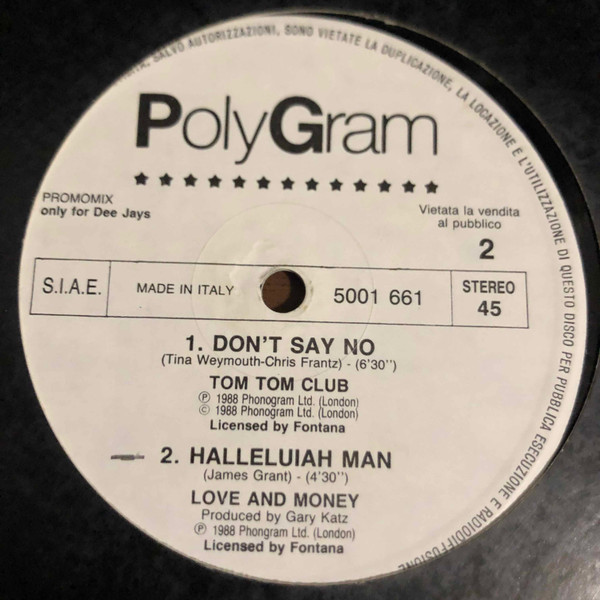 SALVO AUTORIZZAZIONI, SONO VIETATE LA DUPLICAZIONE, LA LOCAZIONE E L'UTILIZZAZIONE DI QUESTO DISCO PER PUBBLICA ESECUZIONE E RADIODIFFUSIONE
PolyGram
PROMOMIX
only for Dee Jays
Vietata la vendita
al pubblico
2
S.I.A.E.
MADE IN ITALY
5001 661
STEREO
45
1. DON'T SAY NO
(Tina Weymouth-Chris Frantz) - (6'30")
TOM TOM CLUB
Ⓟ 1988 Phonogram Ltd. (London)
© 1988 Phonogram Ltd. (London)
Licensed by Fontana
2. HALLELUIAH MAN
(James Grant) - (4'30")
LOVE AND MONEY
Produced by Gary Katz
Ⓟ 1988 Phongram Ltd. (London)
Licensed by Fontana